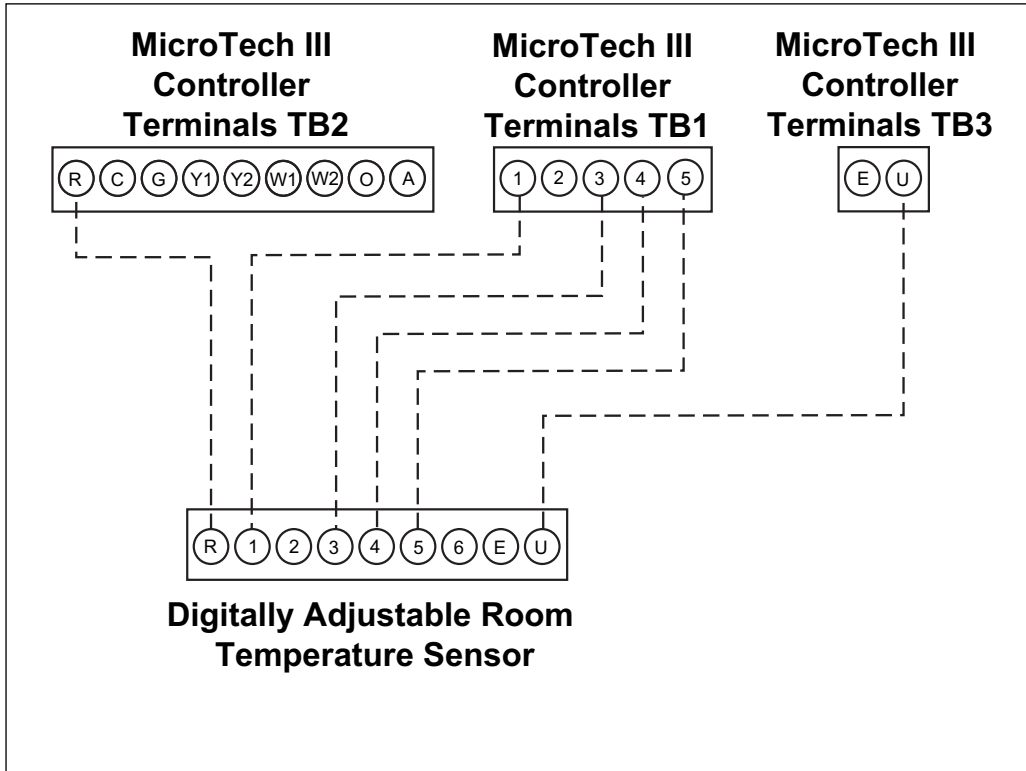 MicroTech III
Controller
Terminals TB2
MicroTech III
Controller
Terminals TB1
MicroTech III
Controller
Terminals TB3
R C G Y1 Y2 W1 W2 O A
1 2 3 4 5
E U
R 1 2 3 4 5 6 E U
Digitally Adjustable Room
Temperature Sensor